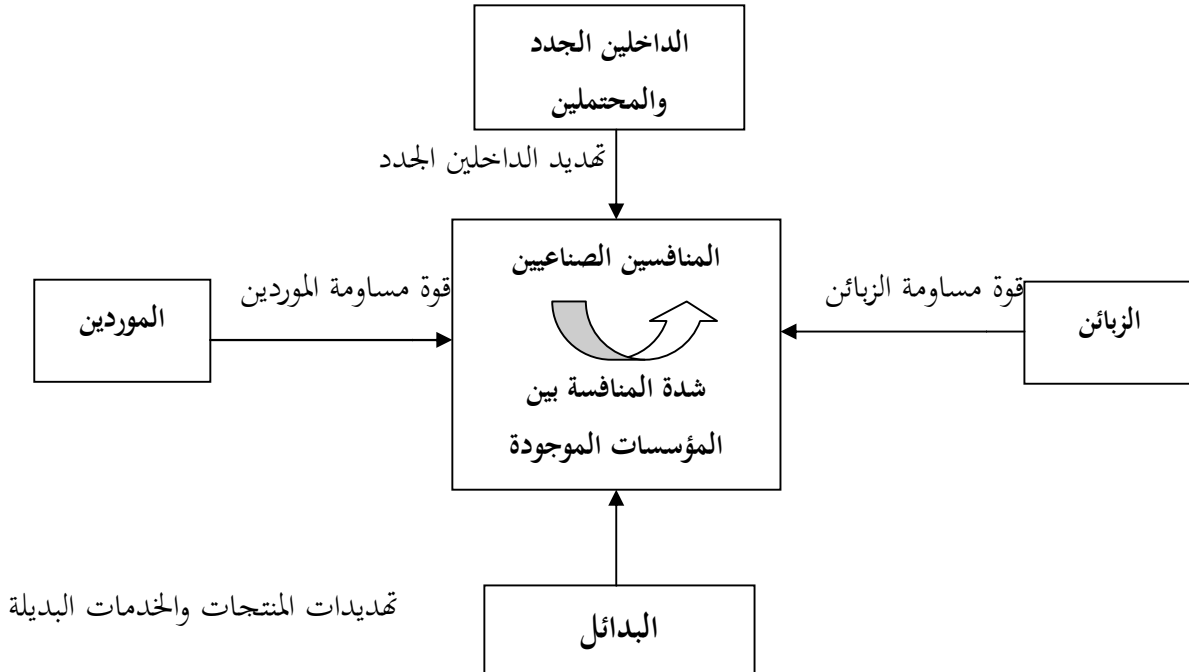 الداخلين الجدد
والمحتملين
تهديد الداخلين الجدد
المنافسين الصناعيين
قوة مساومة الزبائن
الزبائن
قوة مساومة الموردين
الموردين
شدة المنافسة بين
المؤسسات الموجودة
تهديدات المنتجات والخدمات البديلة
البدائل